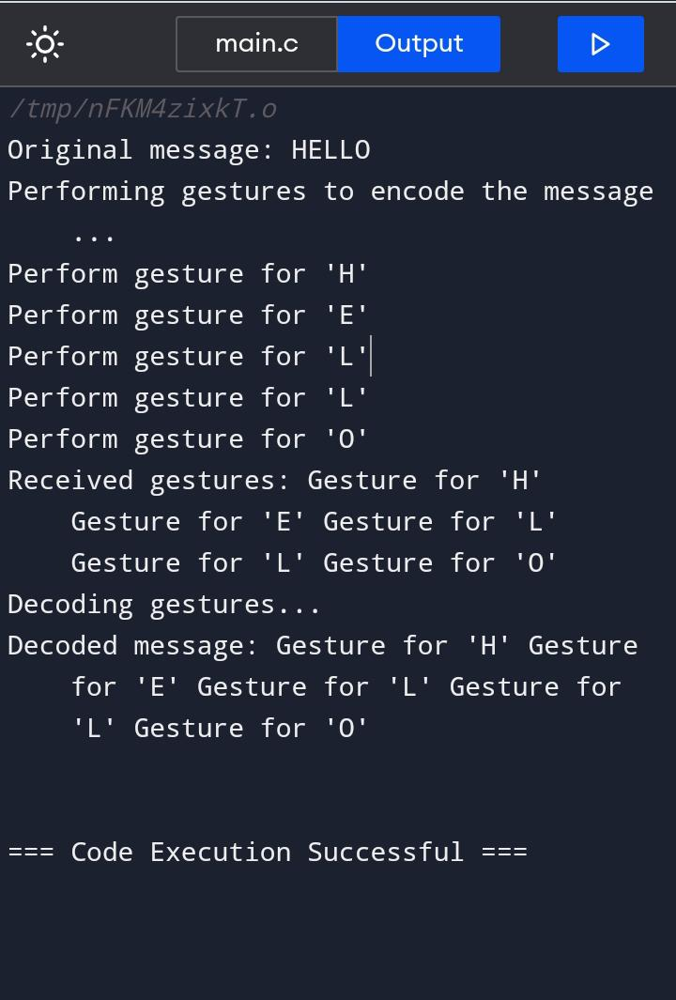 main.c Output
/tmp/nFKM4zixkT.o
Original message: HELLO
Performing gestures to encode the message
...
Perform gesture for 'H'
Perform gesture for 'E'
Perform gesture for 'L'
Perform gesture for 'L'
Perform gesture for 'O'
Received gestures: Gesture for 'H'
Gesture for 'E' Gesture for 'L'
Gesture for 'L' Gesture for 'O'
Decoding gestures...
Decoded message: Gesture for 'H' Gesture
for 'E' Gesture for 'L' Gesture for
'L' Gesture for 'O'
=== Code Execution Successful ===